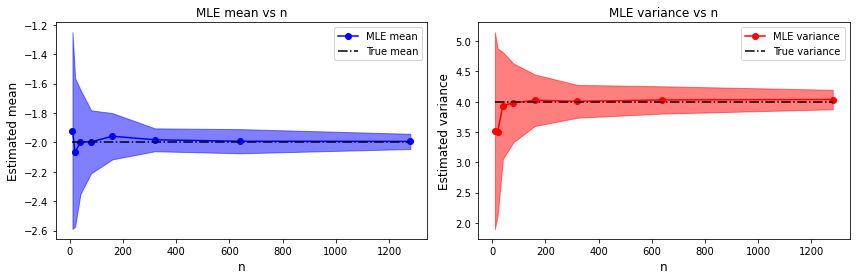 MLE mean vs n
Estimated mean
−1.2
−1.4
−1.6
−1.8
−2.0
−2.2
−2.4
−2.6
MLE mean
True mean
0 200 400 600 800 1000 1200
n
MLE variance vs n
Estimated variance
5.0
4.5
4.0
3.5
3.0
2.5
2.0
MLE variance
True variance
0 200 400 600 800 1000 1200
n